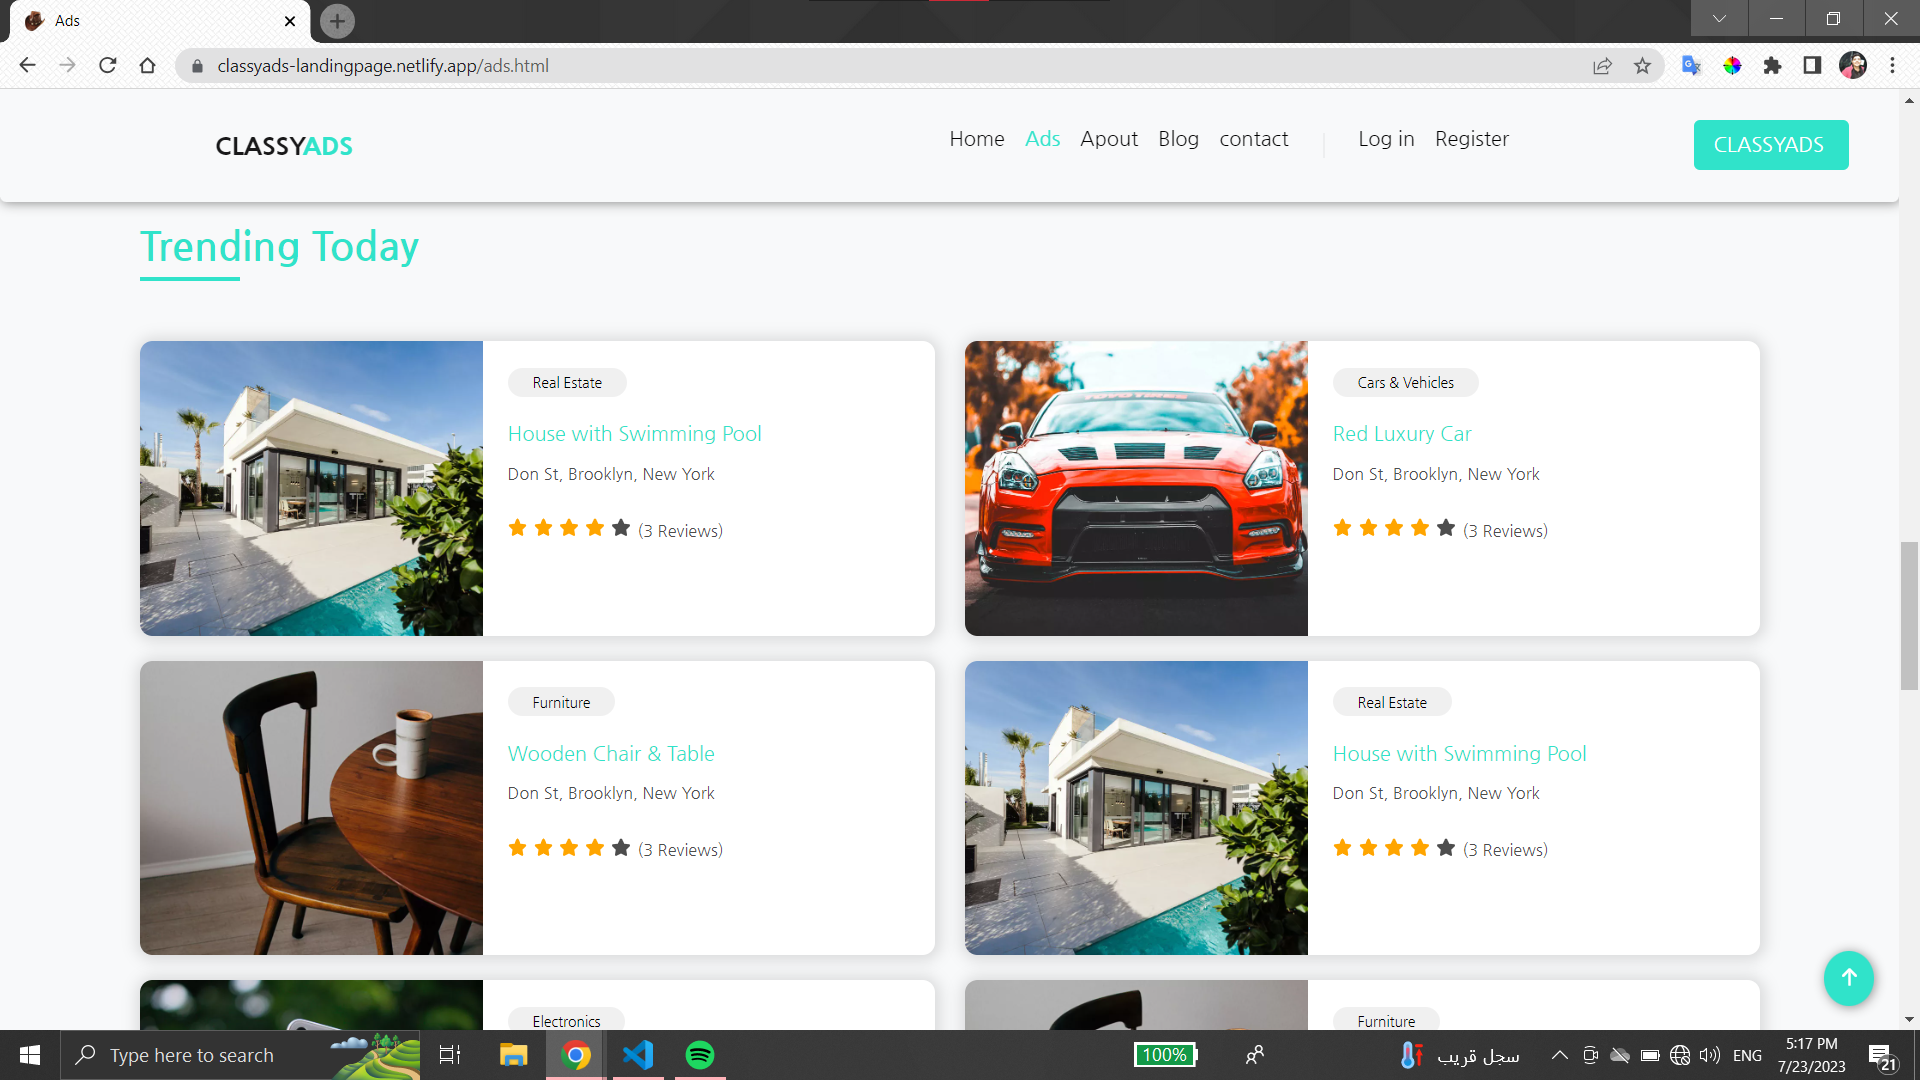 Ads
classyads-landingpage.netlify.app/ads.html
CLASSYADS
Home Ads Apout Blog contact Log in Register
CLASSYADS
Trending Today
Real Estate
House with Swimming Pool
Don St, Brooklyn, New York
(3 Reviews)
TOYO TIRES
Cars & Vehicles
Red Luxury Car
Don St, Brooklyn, New York
(3 Reviews)
Furniture
Wooden Chair & Table
Don St, Brooklyn, New York
(3 Reviews)
Real Estate
House with Swimming Pool
Don St, Brooklyn, New York
(3 Reviews)
Electronics
Furniture
Type here to search
100%
سجل قريب
ENG
5:17 PM
7/23/2023
21